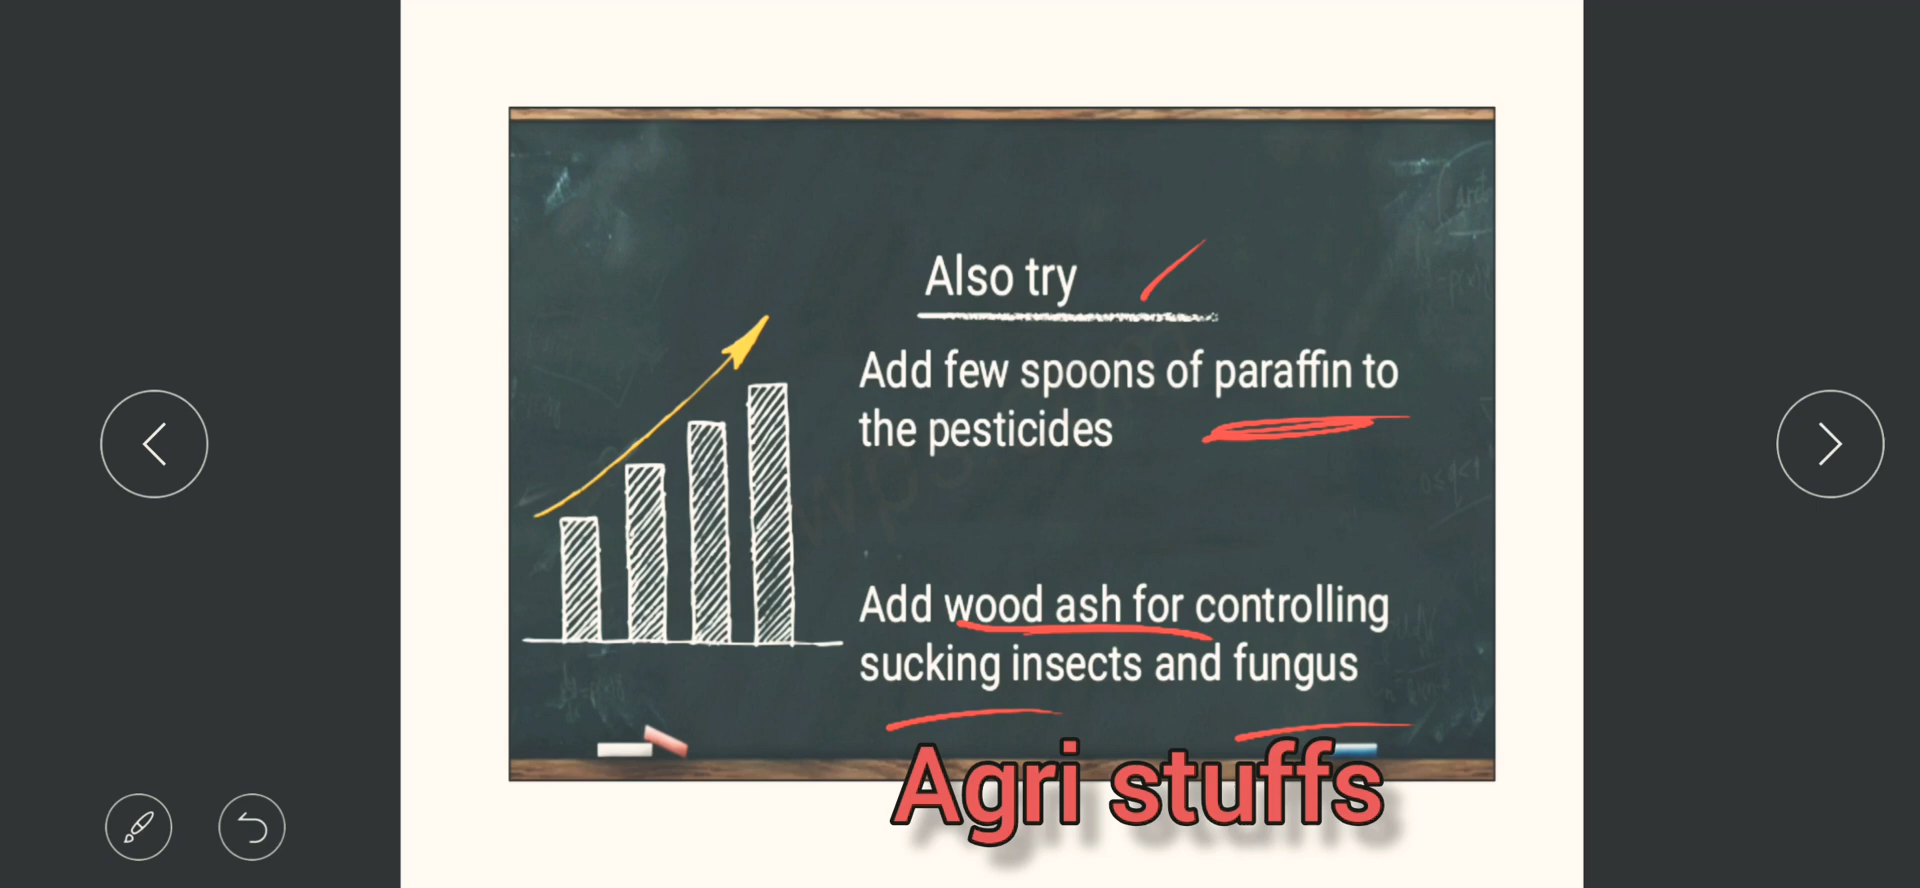 Also try
Add few spoons of paraffin to
the pesticides
Add wood ash for controlling
sucking insects and fungus
Agri stuffs